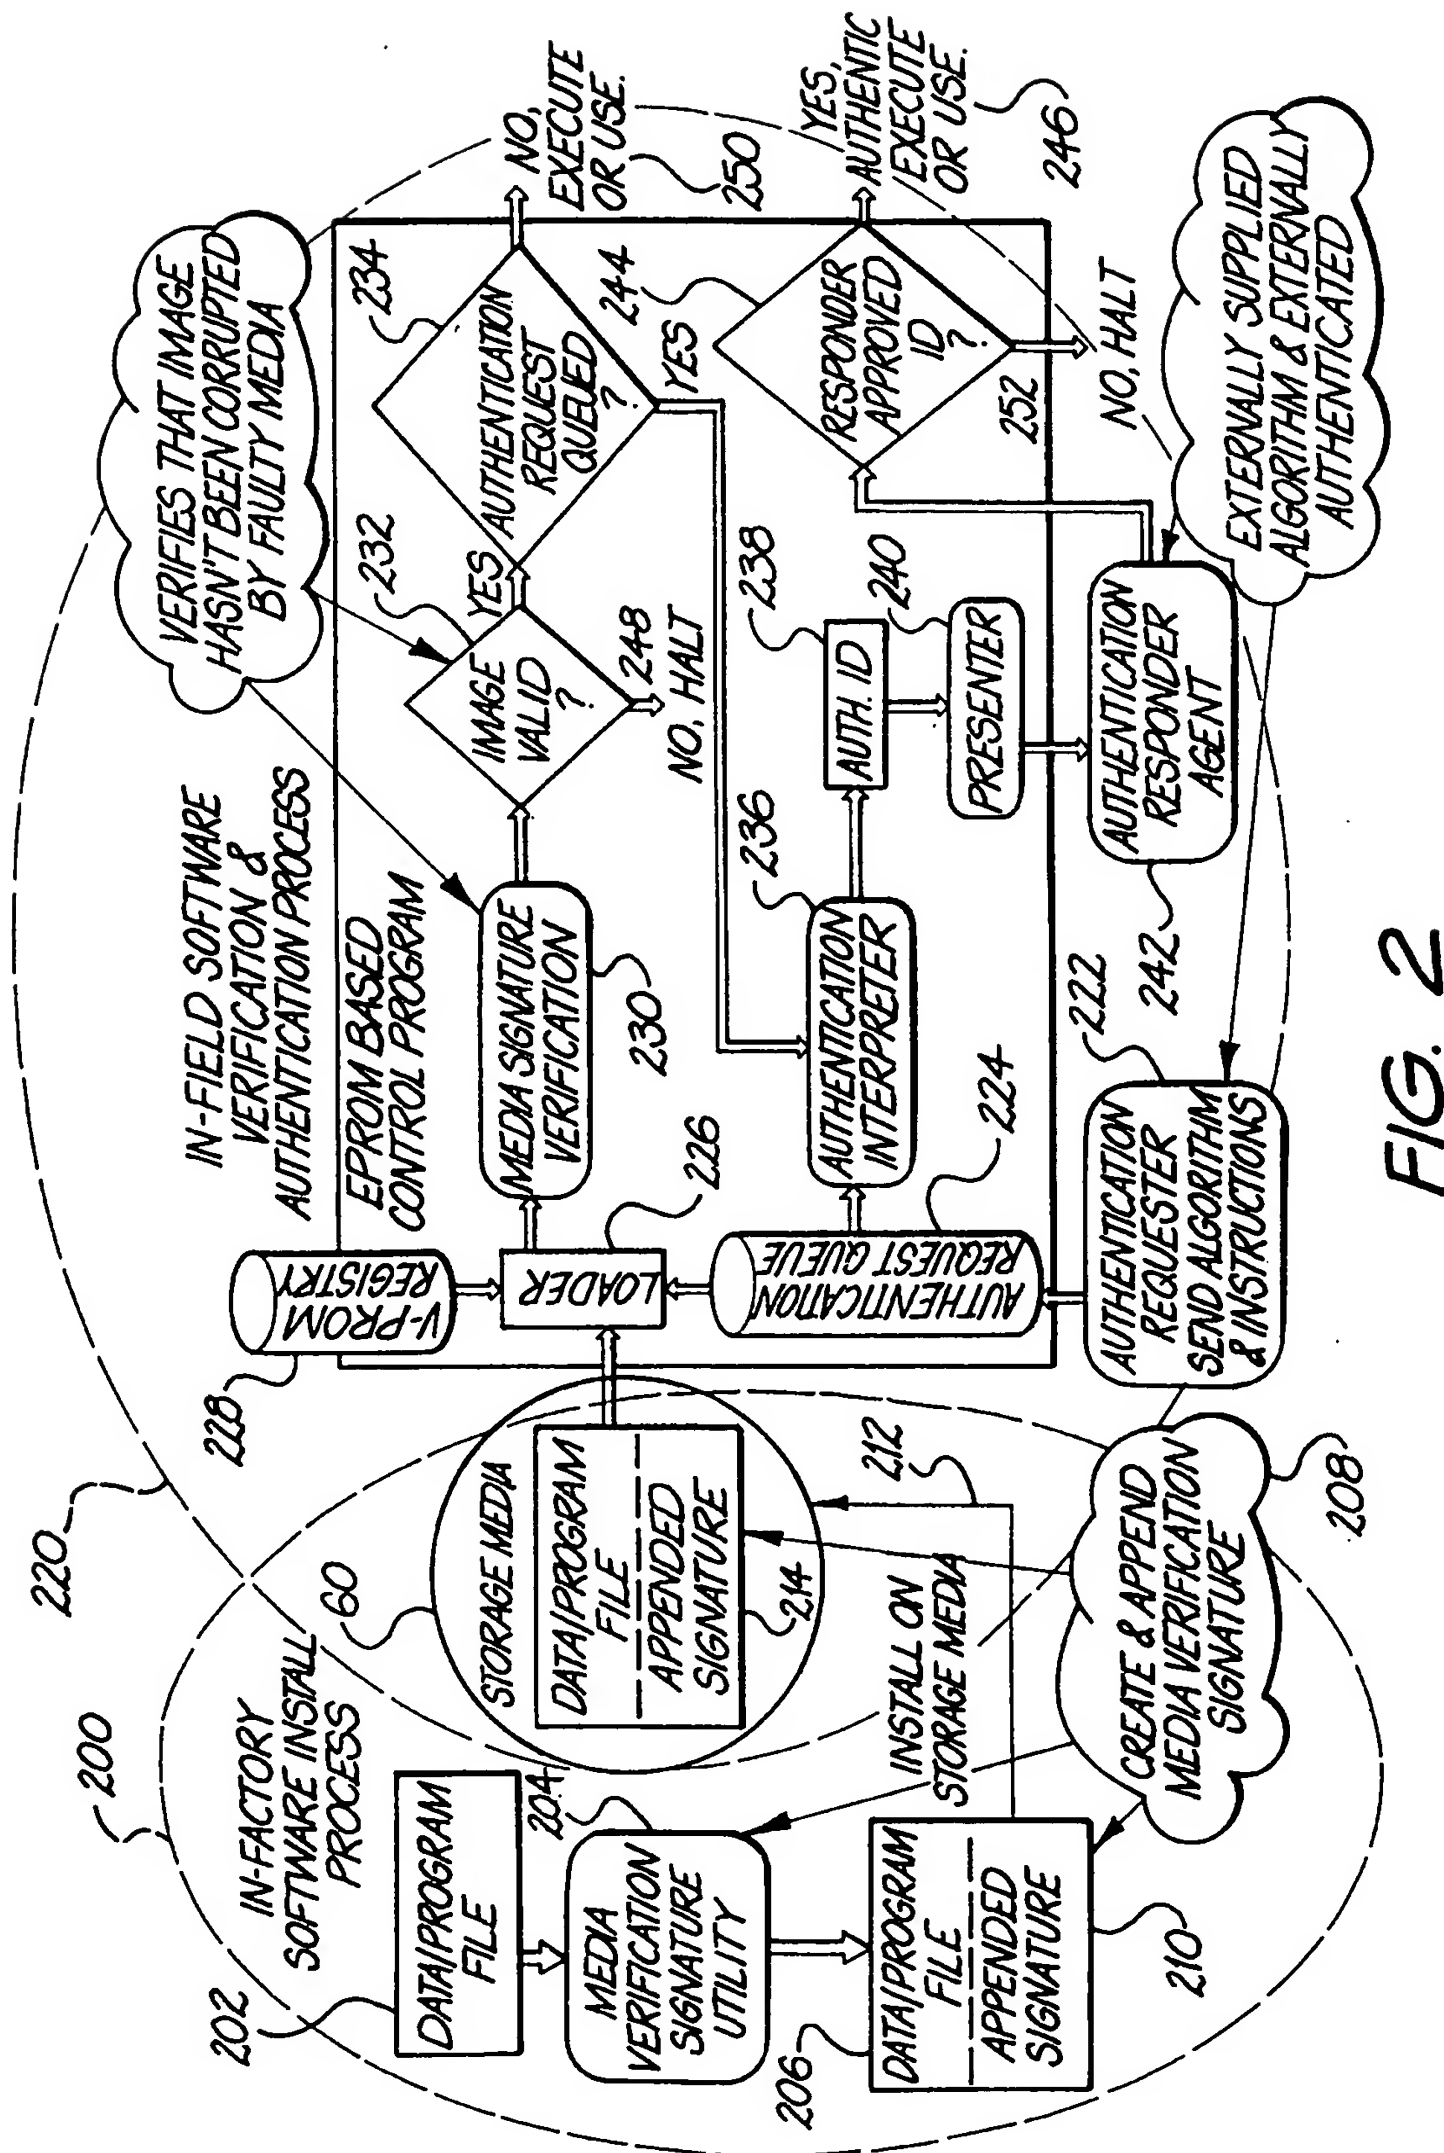 200
IN-FACTORY
SOFTWARE INSTALL
PROCESS
202
DATA/PROGRAM
FILE
MEDIA
VERIFICATION
SIGNATURE
UTILITY
204
206
DATA/PROGRAM
FILE
APPENDED
SIGNATURE
210
INSTALL ON
STORAGE MEDIA
212
CREATE & APPEND
MEDIA VERIFICATION
SIGNATURE
208
60
STORAGE MEDIA
DATA/PROGRAM
FILE
APPENDED
SIGNATURE
214
220
IN-FIELD SOFTWARE
VERIFICATION &
AUTHENTICATION PROCESS
EPROM BASED
CONTROL PROGRAM
228
V-PROM
REGISTRY
LOADER
226
AUTHENTICATION
REQUEST QUEUE
224
AUTHENTICATION
REQUESTER
SEND ALGORITHM
& INSTRUCTIONS
222
MEDIA SIGNATURE
VERIFICATION
230
VERIFIES THAT IMAGE
HASN'T BEEN CORRUPTED
BY FAULTY MEDIA
IMAGE
VALID
?
232
YES
248
NO, HALT
AUTHENTICATION
REQUEST
QUEUED
?
234
YES
NO,
EXECUTE
OR USE.
250
AUTHENTICATION
INTERPRETER
236
AUTH. ID
238
PRESENTER
240
AUTHENTICATION
RESPONDER
AGENT
242
RESPONDER
APPROVED
ID
?
244
YES,
AUTHENTIC
EXECUTE
OR USE.
246
252
NO, HALT
EXTERNALLY SUPPLIED
ALGORITHM & EXTERNALLY
AUTHENTICATED
FIG. 2